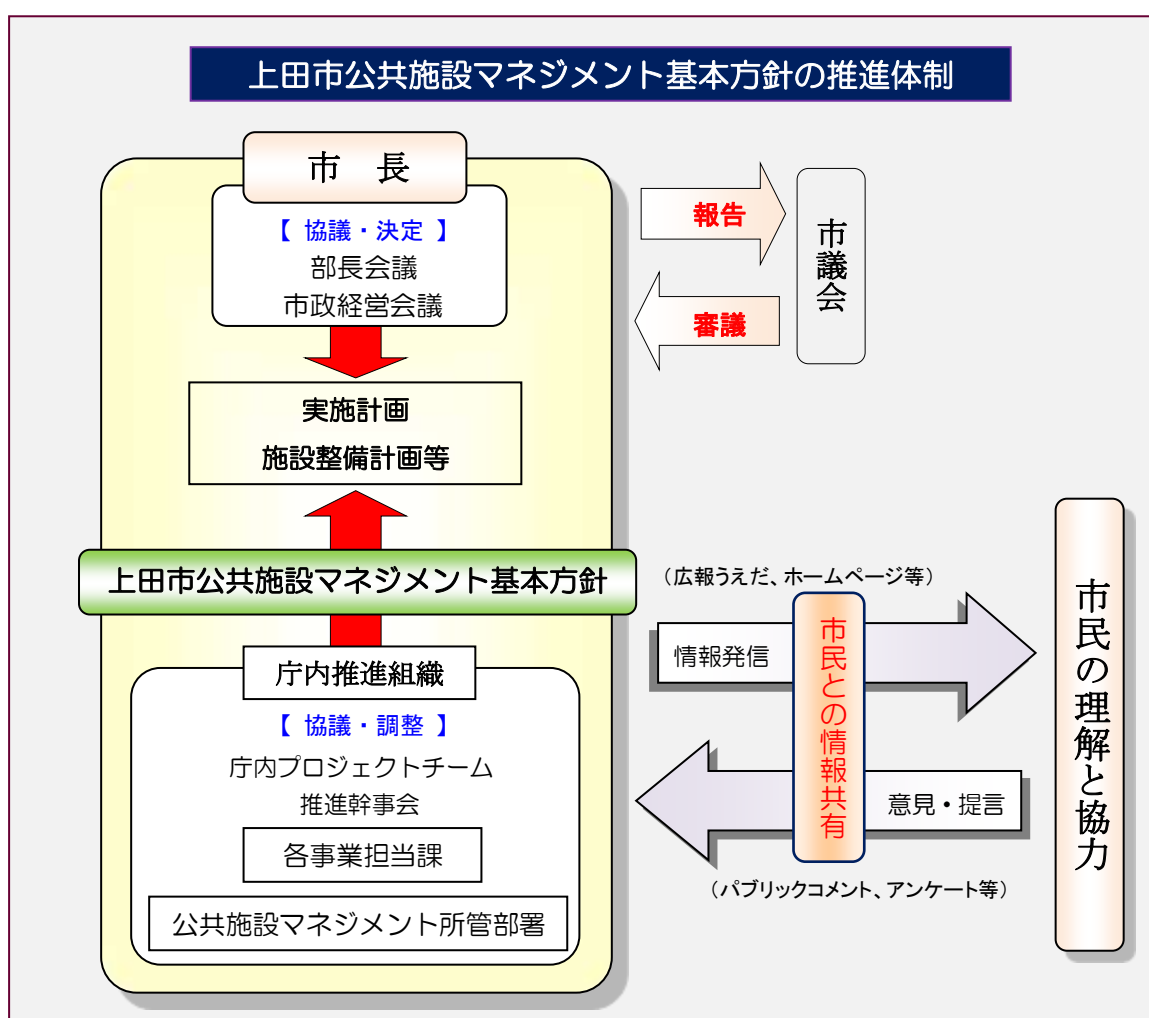 上田市公共施設マネジメント基本方針の推進体制
市 長
【 協議・決定 】
部長会議
市政経営会議
報告
審議
市議会
実施計画
施設整備計画等
上田市公共施設マネジメント基本方針
庁内推進組織
【 協議・調整 】
庁内プロジェクトチーム
推進幹事会
各事業担当課
公共施設マネジメント所管部署
（広報うえだ、ホームページ等）
情報発信
市民との情報共有
意見・提言
（パブリックコメント、アンケート等）
市民の理解と協力